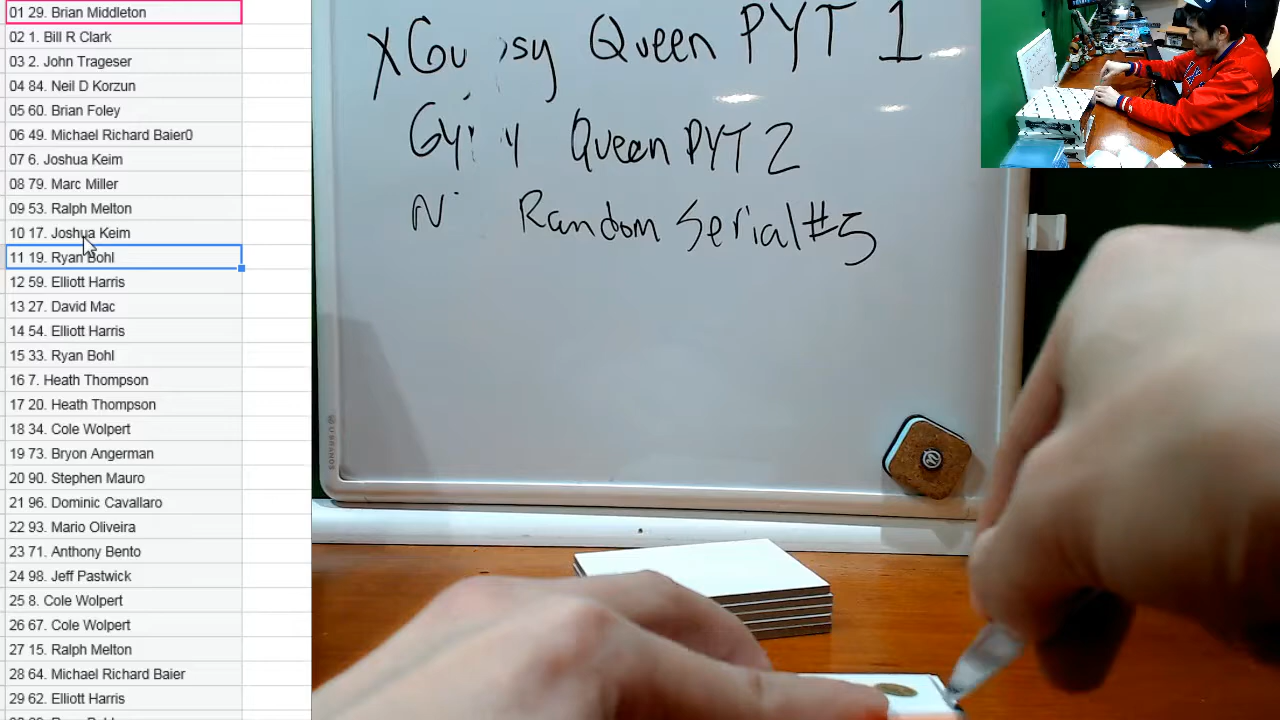 01 29. Brian Middleton
02 1. Bill R Clark
03 2. John Trageser
04 84. Neil D Korzun
05 60. Brian Foley
06 49. Michael Richard Baier0
07 6. Joshua Keim
08 79. Marc Miller
09 53. Ralph Melton
10 17. Joshua Keim
11 19. Ryan Bohl
12 59. Elliott Harris
13 27. David Mac
14 54. Elliott Harris
15 33. Ryan Bohl
16 7. Heath Thompson
17 20. Heath Thompson
18 34. Cole Wolpert
19 73. Bryon Angerman
20 90. Stephen Mauro
21 96. Dominic Cavallaro
22 93. Mario Oliveira
23 71. Anthony Bento
24 98. Jeff Pastwick
25 8. Cole Wolpert
26 67. Cole Wolpert
27 15. Ralph Melton
28 64. Michael Richard Baier
29 62. Elliott Harris
Queen PYT 1
Queen PYT 2
Random Serial #5